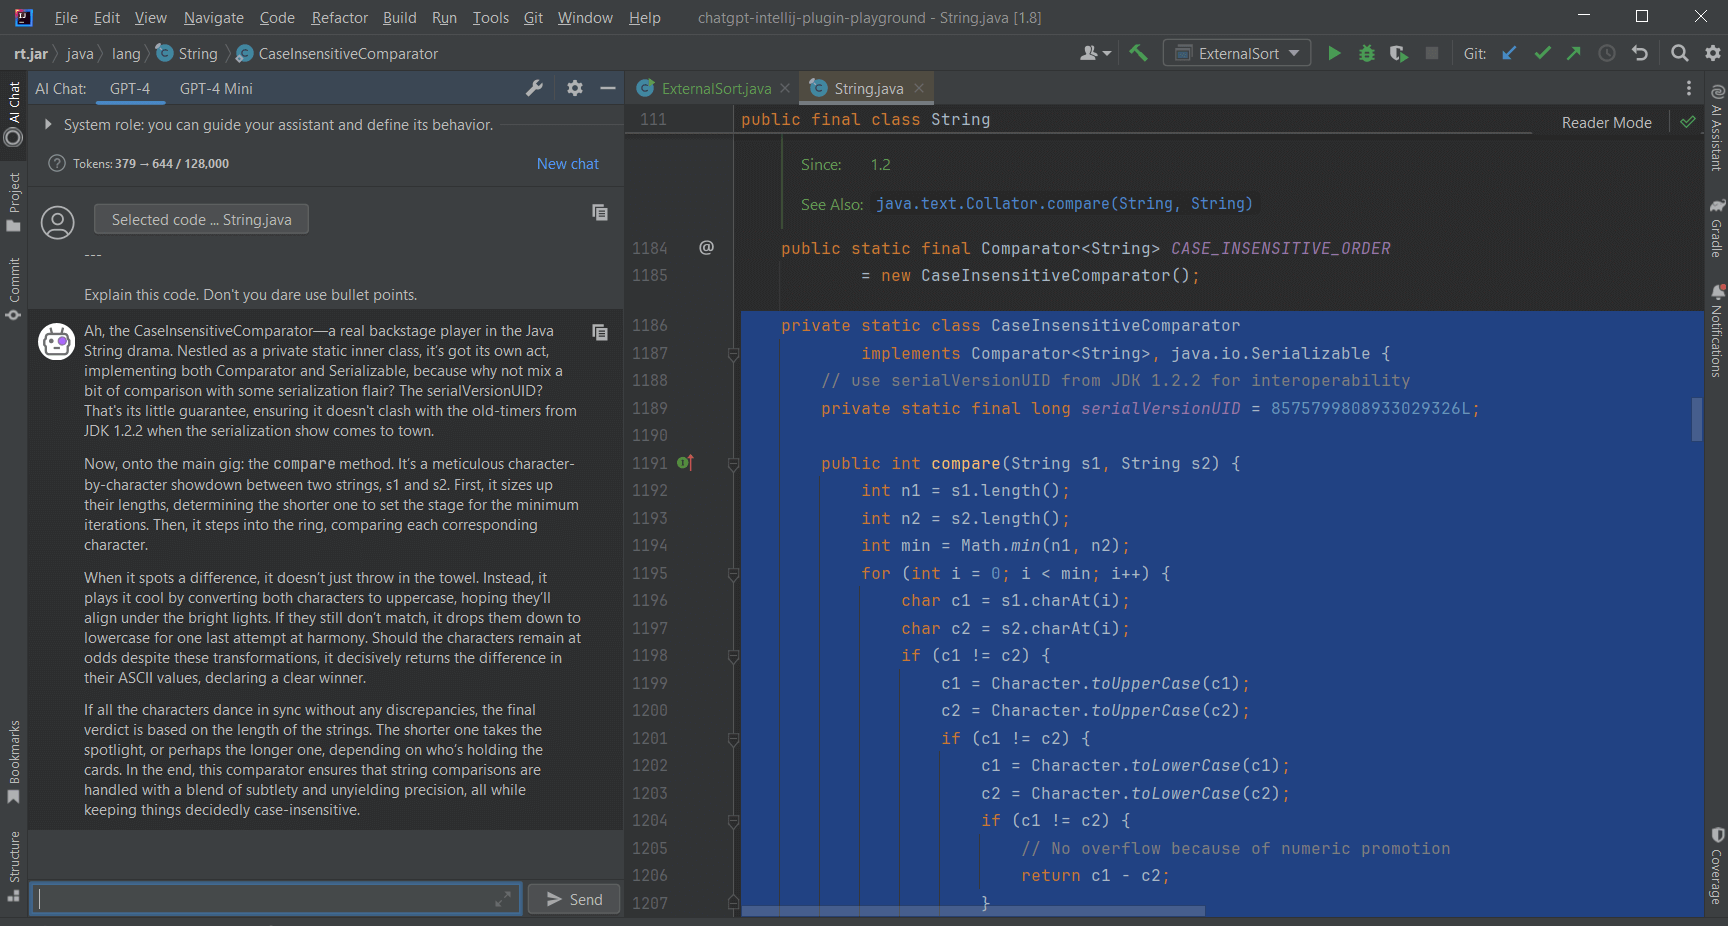 File Edit View Navigate Code Refactor Build Run Tools Git Window Help chatgpt-intellij-plugin-playground - String.java [1.8]
rt.jar java lang String CaseInsensitiveComparator ExternalSort Git:
AI Chat
Project
Commit
Bookmarks
Structure
AI Chat: GPT-4 GPT-4 Mini
System role: you can guide your assistant and define its behavior.
Tokens: 379 → 644 / 128,000 New chat
Selected code ... String.java
---
Explain this code. Don't you dare use bullet points.
Ah, the CaseInsensitiveComparator—a real backstage player in the Java
String drama. Nestled as a private static inner class, it's got its own act,
implementing both Comparator and Serializable, because why not mix a
bit of comparison with some serialization flair? The serialVersionUID?
That's its little guarantee, ensuring it doesn't clash with the old-timers from
JDK 1.2.2 when the serialization show comes to town.
Now, onto the main gig: the compare method. It's a meticulous character-
by-character showdown between two strings, s1 and s2. First, it sizes up
their lengths, determining the shorter one to set the stage for the minimum
iterations. Then, it steps into the ring, comparing each corresponding
character.
When it spots a difference, it doesn't just throw in the towel. Instead, it
plays it cool by converting both characters to uppercase, hoping they'll
align under the bright lights. If they still don't match, it drops them down to
lowercase for one last attempt at harmony. Should the characters remain at
odds despite these transformations, it decisively returns the difference in
their ASCII values, declaring a clear winner.
If all the characters dance in sync without any discrepancies, the final
verdict is based on the length of the strings. The shorter one takes the
spotlight, or perhaps the longer one, depending on who's holding the
cards. In the end, this comparator ensures that string comparisons are
handled with a blend of subtlety and unyielding precision, all while
keeping things decidedly case-insensitive.
Send
ExternalSort.java String.java
111 public final class String
Reader Mode
Since: 1.2
See Also: java.text.Collator.compare(String, String)
1184 @ public static final Comparator<String> CASE_INSENSITIVE_ORDER
1185 = new CaseInsensitiveComparator();
1186 private static class CaseInsensitiveComparator
1187 implements Comparator<String>, java.io.Serializable {
1188 // use serialVersionUID from JDK 1.2.2 for interoperability
1189 private static final long serialVersionUID = 8575799808933029326L;
1190
1191 public int compare(String s1, String s2) {
1192 int n1 = s1.length();
1193 int n2 = s2.length();
1194 int min = Math.min(n1, n2);
1195 for (int i = 0; i < min; i++) {
1196 char c1 = s1.charAt(i);
1197 char c2 = s2.charAt(i);
1198 if (c1 != c2) {
1199 c1 = Character.toUpperCase(c1);
1200 c2 = Character.toUpperCase(c2);
1201 if (c1 != c2) {
1202 c1 = Character.toLowerCase(c1);
1203 c2 = Character.toLowerCase(c2);
1204 if (c1 != c2) {
1205 // No overflow because of numeric promotion
1206 return c1 - c2;
1207 }
AI Assistant
Gradle
Notifications
Coverage